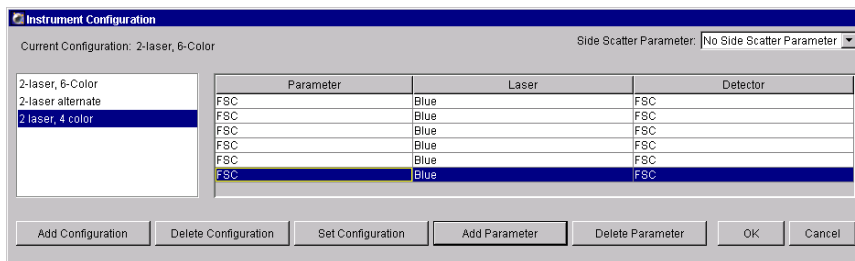 Instrument Configuration
Current Configuration: 2-laser, 6-Color
Side Scatter Parameter: No Side Scatter Parameter
2-laser, 6-Color
2-laser alternate
2 laser, 4 color
Parameter Laser Detector
FSC Blue FSC
FSC Blue FSC
FSC Blue FSC
FSC Blue FSC
FSC Blue FSC
FSC Blue FSC
Add Configuration Delete Configuration Set Configuration Add Parameter Delete Parameter OK Cancel